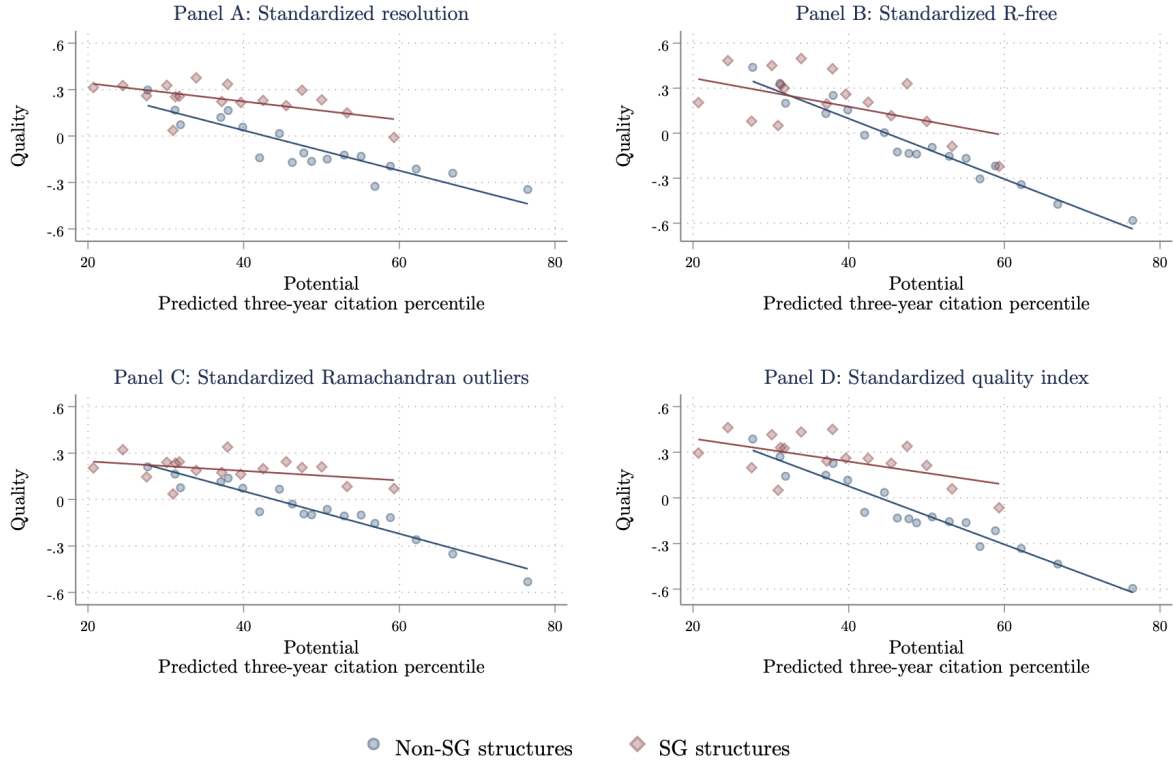 Panel A: Standardized resolution
Quality
.6
.3
0
-.3
-.6
20 40 60 80
Potential
Predicted three-year citation percentile
Panel B: Standardized R-free
Quality
.6
.3
0
-.3
-.6
20 40 60 80
Potential
Predicted three-year citation percentile
Panel C: Standardized Ramachandran outliers
Quality
.6
.3
0
-.3
-.6
20 40 60 80
Potential
Predicted three-year citation percentile
Panel D: Standardized quality index
Quality
.6
.3
0
-.3
-.6
20 40 60 80
Potential
Predicted three-year citation percentile
Non-SG structures SG structures